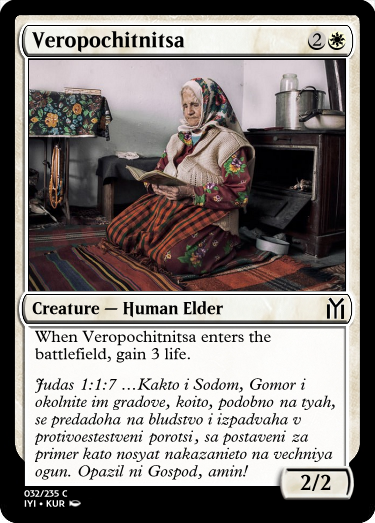 Veropochitnitsa 2
Creature — Human Elder
When Veropochitnitsa enters the
battlefield, gain 3 life.
Judas 1:1:7 ...Kakto i Sodom, Gomor i
okolnite im gradove, koito, podobno na tyah,
se predadoha na bludstvo i izpadvaha v
protivoestestveni porotsi, sa postaveni za
primer kato nosyat nakazanieto na vechniya
ogun. Opazil ni Gospod, amin!
2/2
032/235 C
IYI • KUR